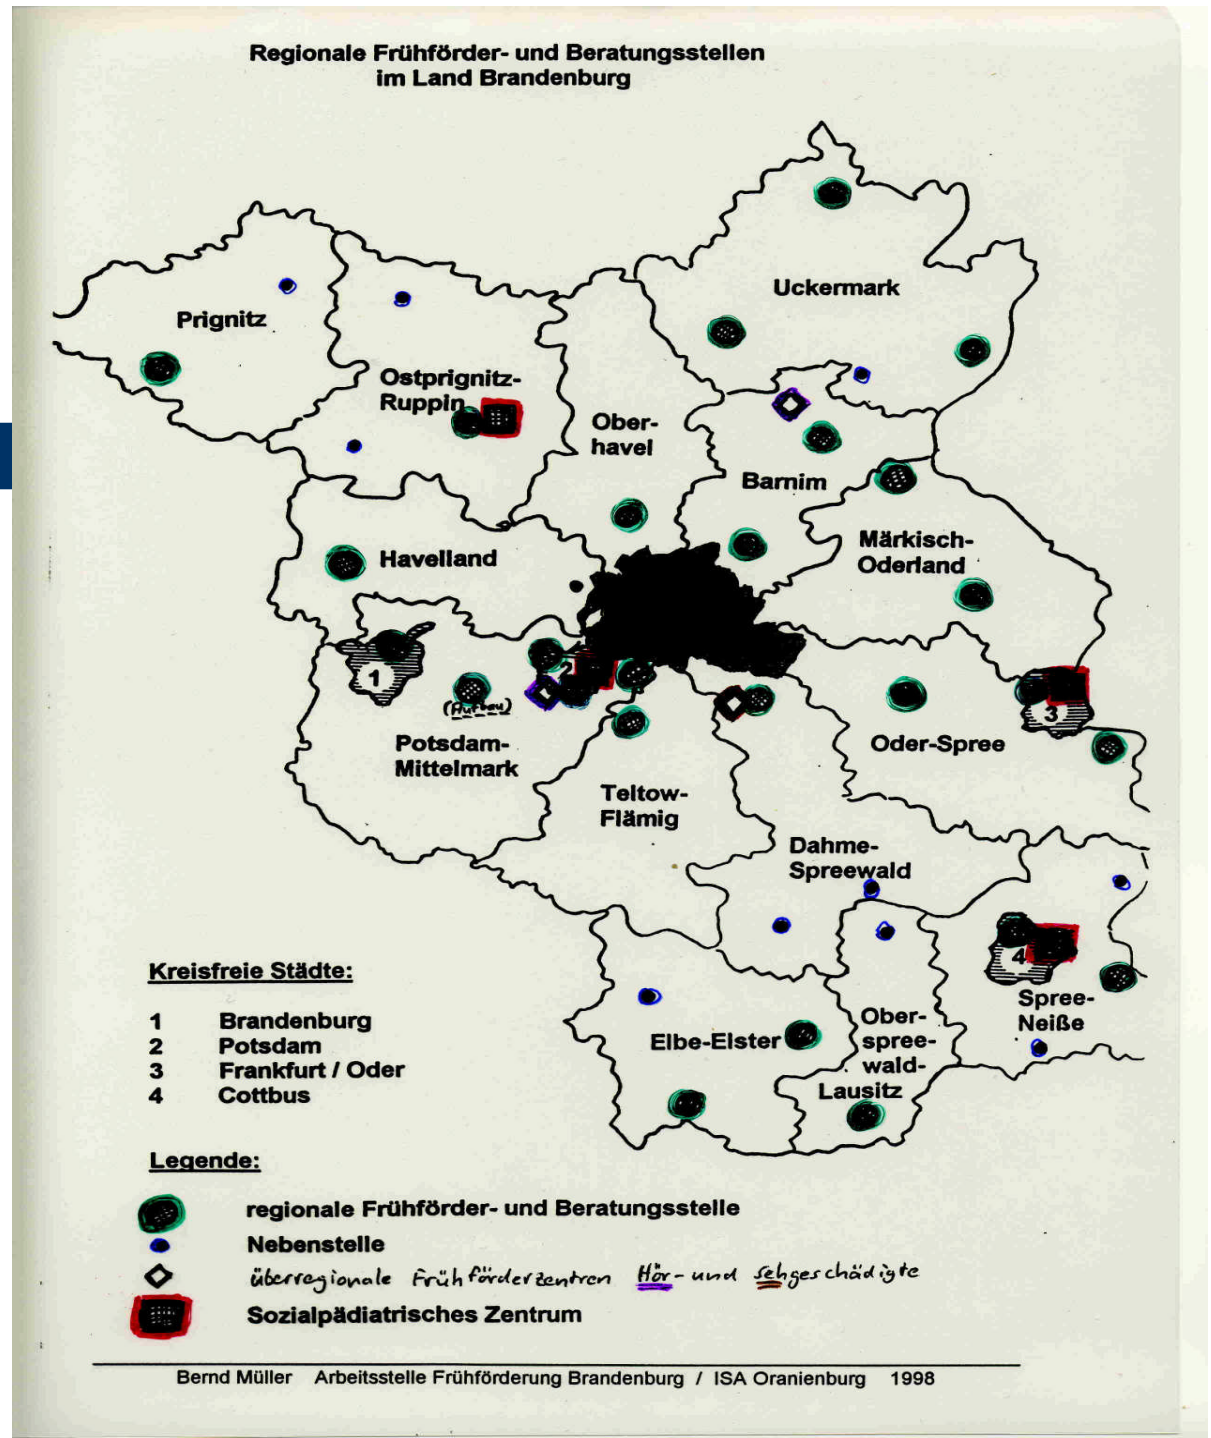 Regionale Frühförder- und Beratungsstellen
im Land Brandenburg
Uckermark
Prignitz
Ostprignitz-
Ruppin
Ober-
havel
Barnim
Havelland
Märkisch-
Oderland
1
2
(Aufbau)
3
Potsdam-
Mittelmark
Oder-Spree
Teltow-
Flämig
Dahme-
Spreewald
4
Spree-
Neiße
Elbe-Elster
Ober-
spree-
wald-
Lausitz
Kreisfreie Städte:
1 Brandenburg
2 Potsdam
3 Frankfurt / Oder
4 Cottbus
Legende:
regionale Frühförder- und Beratungsstelle
Nebenstelle
überregionale Frühförderzentren Hör- und sehgeschädigte
Sozialpädiatrisches Zentrum
Bernd Müller Arbeitsstelle Frühförderung Brandenburg / ISA Oranienburg 1998